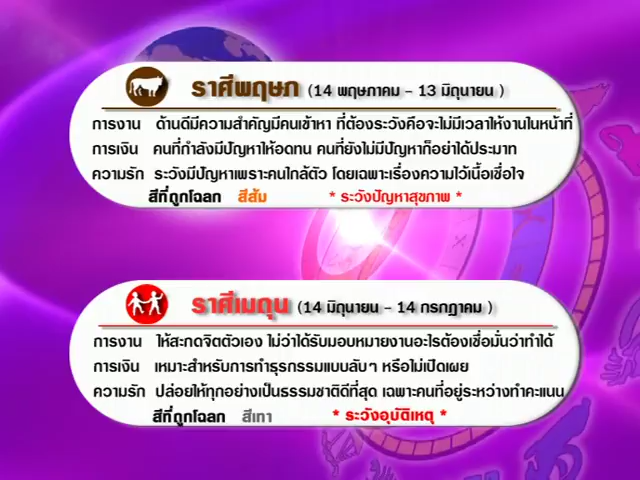 ราศีพฤษภ (14 พฤษภาคม - 13 มิถุนายน )
การงาน ด้านดีมีความสำคัญมีคนเข้าหา ที่ต้องระวังคือจะไม่มีเวลาให้งานในหน้าที่
การเงิน คนที่กำลังมีปัญหาให้อดทน คนที่ยังไม่มีปัญหาก็อย่าได้ประมาท
ความรัก ระวังมีปัญหาเพราะคนใกล้ตัว โดยเฉพาะเรื่องความไว้เนื้อเชื่อใจ
สีที่ถูกโฉลก สีส้ม * ระวังปัญหาสุขภาพ *
ราศีเมถุน (14 มิถุนายน - 14 กรกฎาคม )
การงาน ให้สะกดจิตตัวเอง ไม่ว่าได้รับมอบหมายงานอะไรต้องเชื่อมั่นว่าทำได้
การเงิน เหมาะสำหรับการทำธุรกรรมแบบลับๆ หรือไม่เปิดเผย
ความรัก ปล่อยให้ทุกอย่างเป็นธรรมชาติดีที่สุด เฉพาะคนที่อยู่ระหว่างทำคะแนน
สีที่ถูกโฉลก สีเทา * ระวังอุบัติเหตุ *